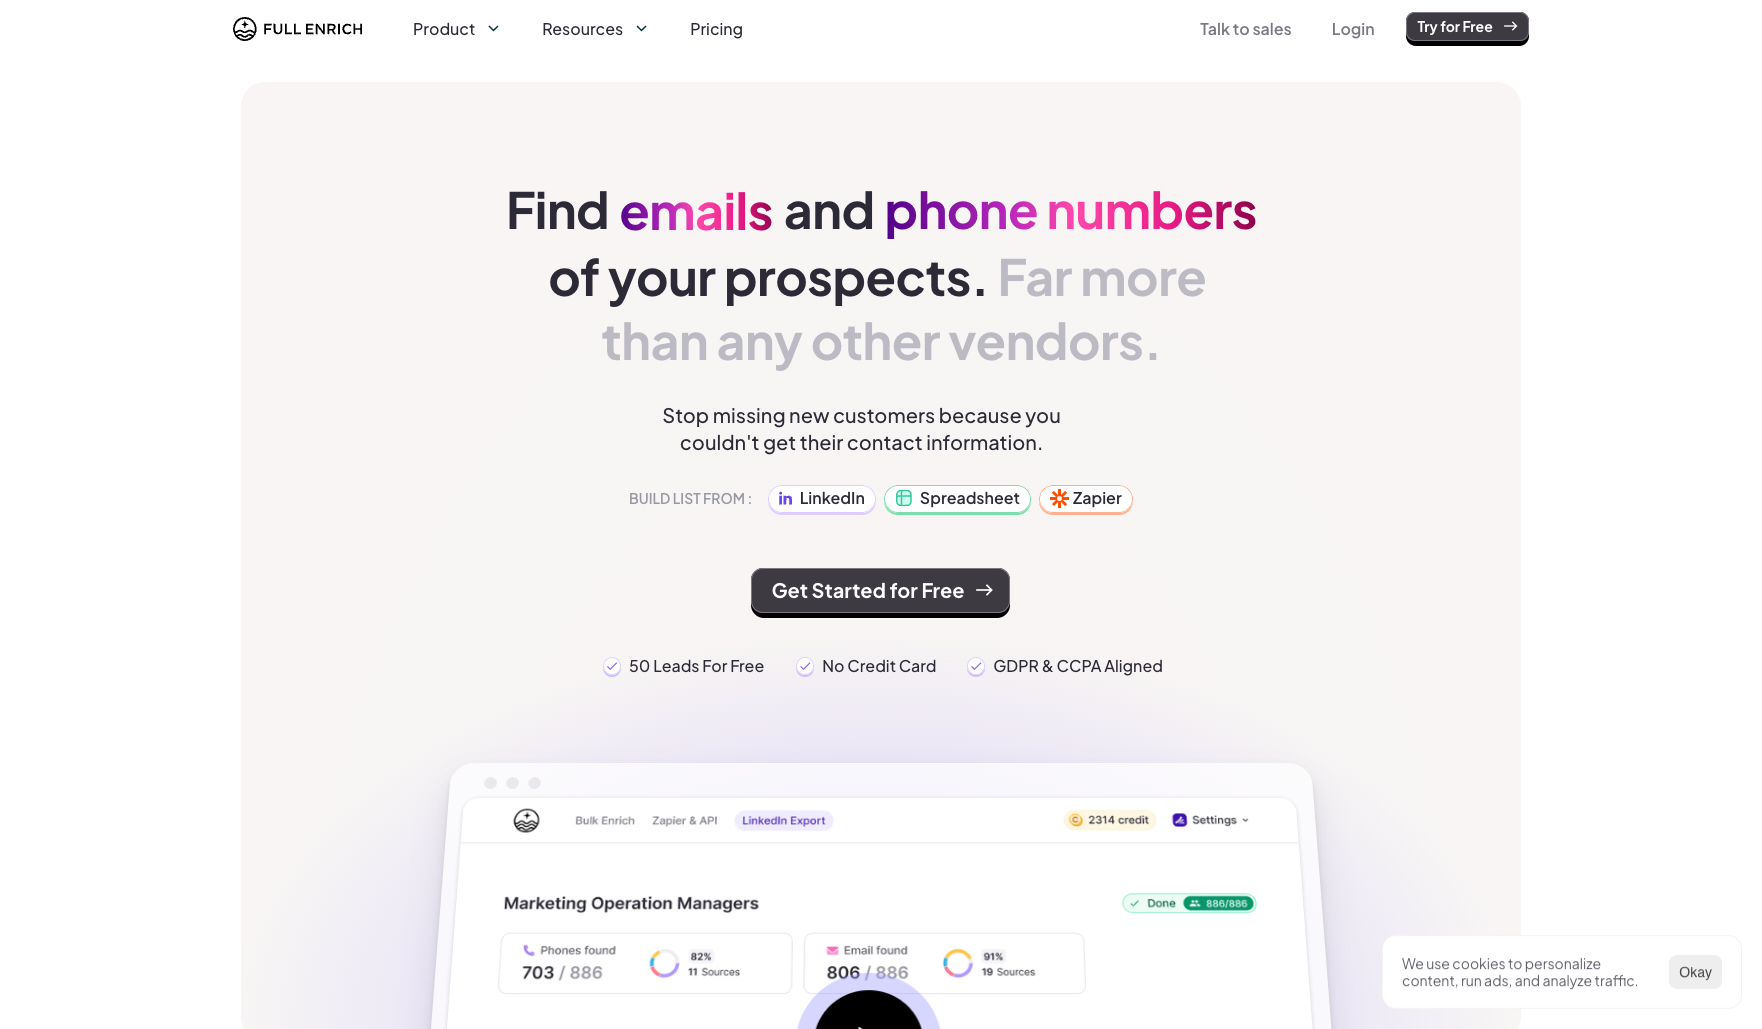 FULL ENRICH Product Resources Pricing Talk to sales Login Try for Free
Find emails and phone numbers
of your prospects. Far more
than any other vendors.
Stop missing new customers because you
couldn't get their contact information.
BUILD LIST FROM : LinkedIn Spreadsheet Zapier
Get Started for Free
50 Leads For Free No Credit Card GDPR & CCPA Aligned
Bulk Enrich Zapier & API LinkedIn Export 2314 credit Settings
Marketing Operation Managers Done 886/886
Phones found 82% Email found 91%
703 / 886 11 Sources 806 / 886 19 Sources
We use cookies to personalize
content, run ads, and analyze traffic.
Okay